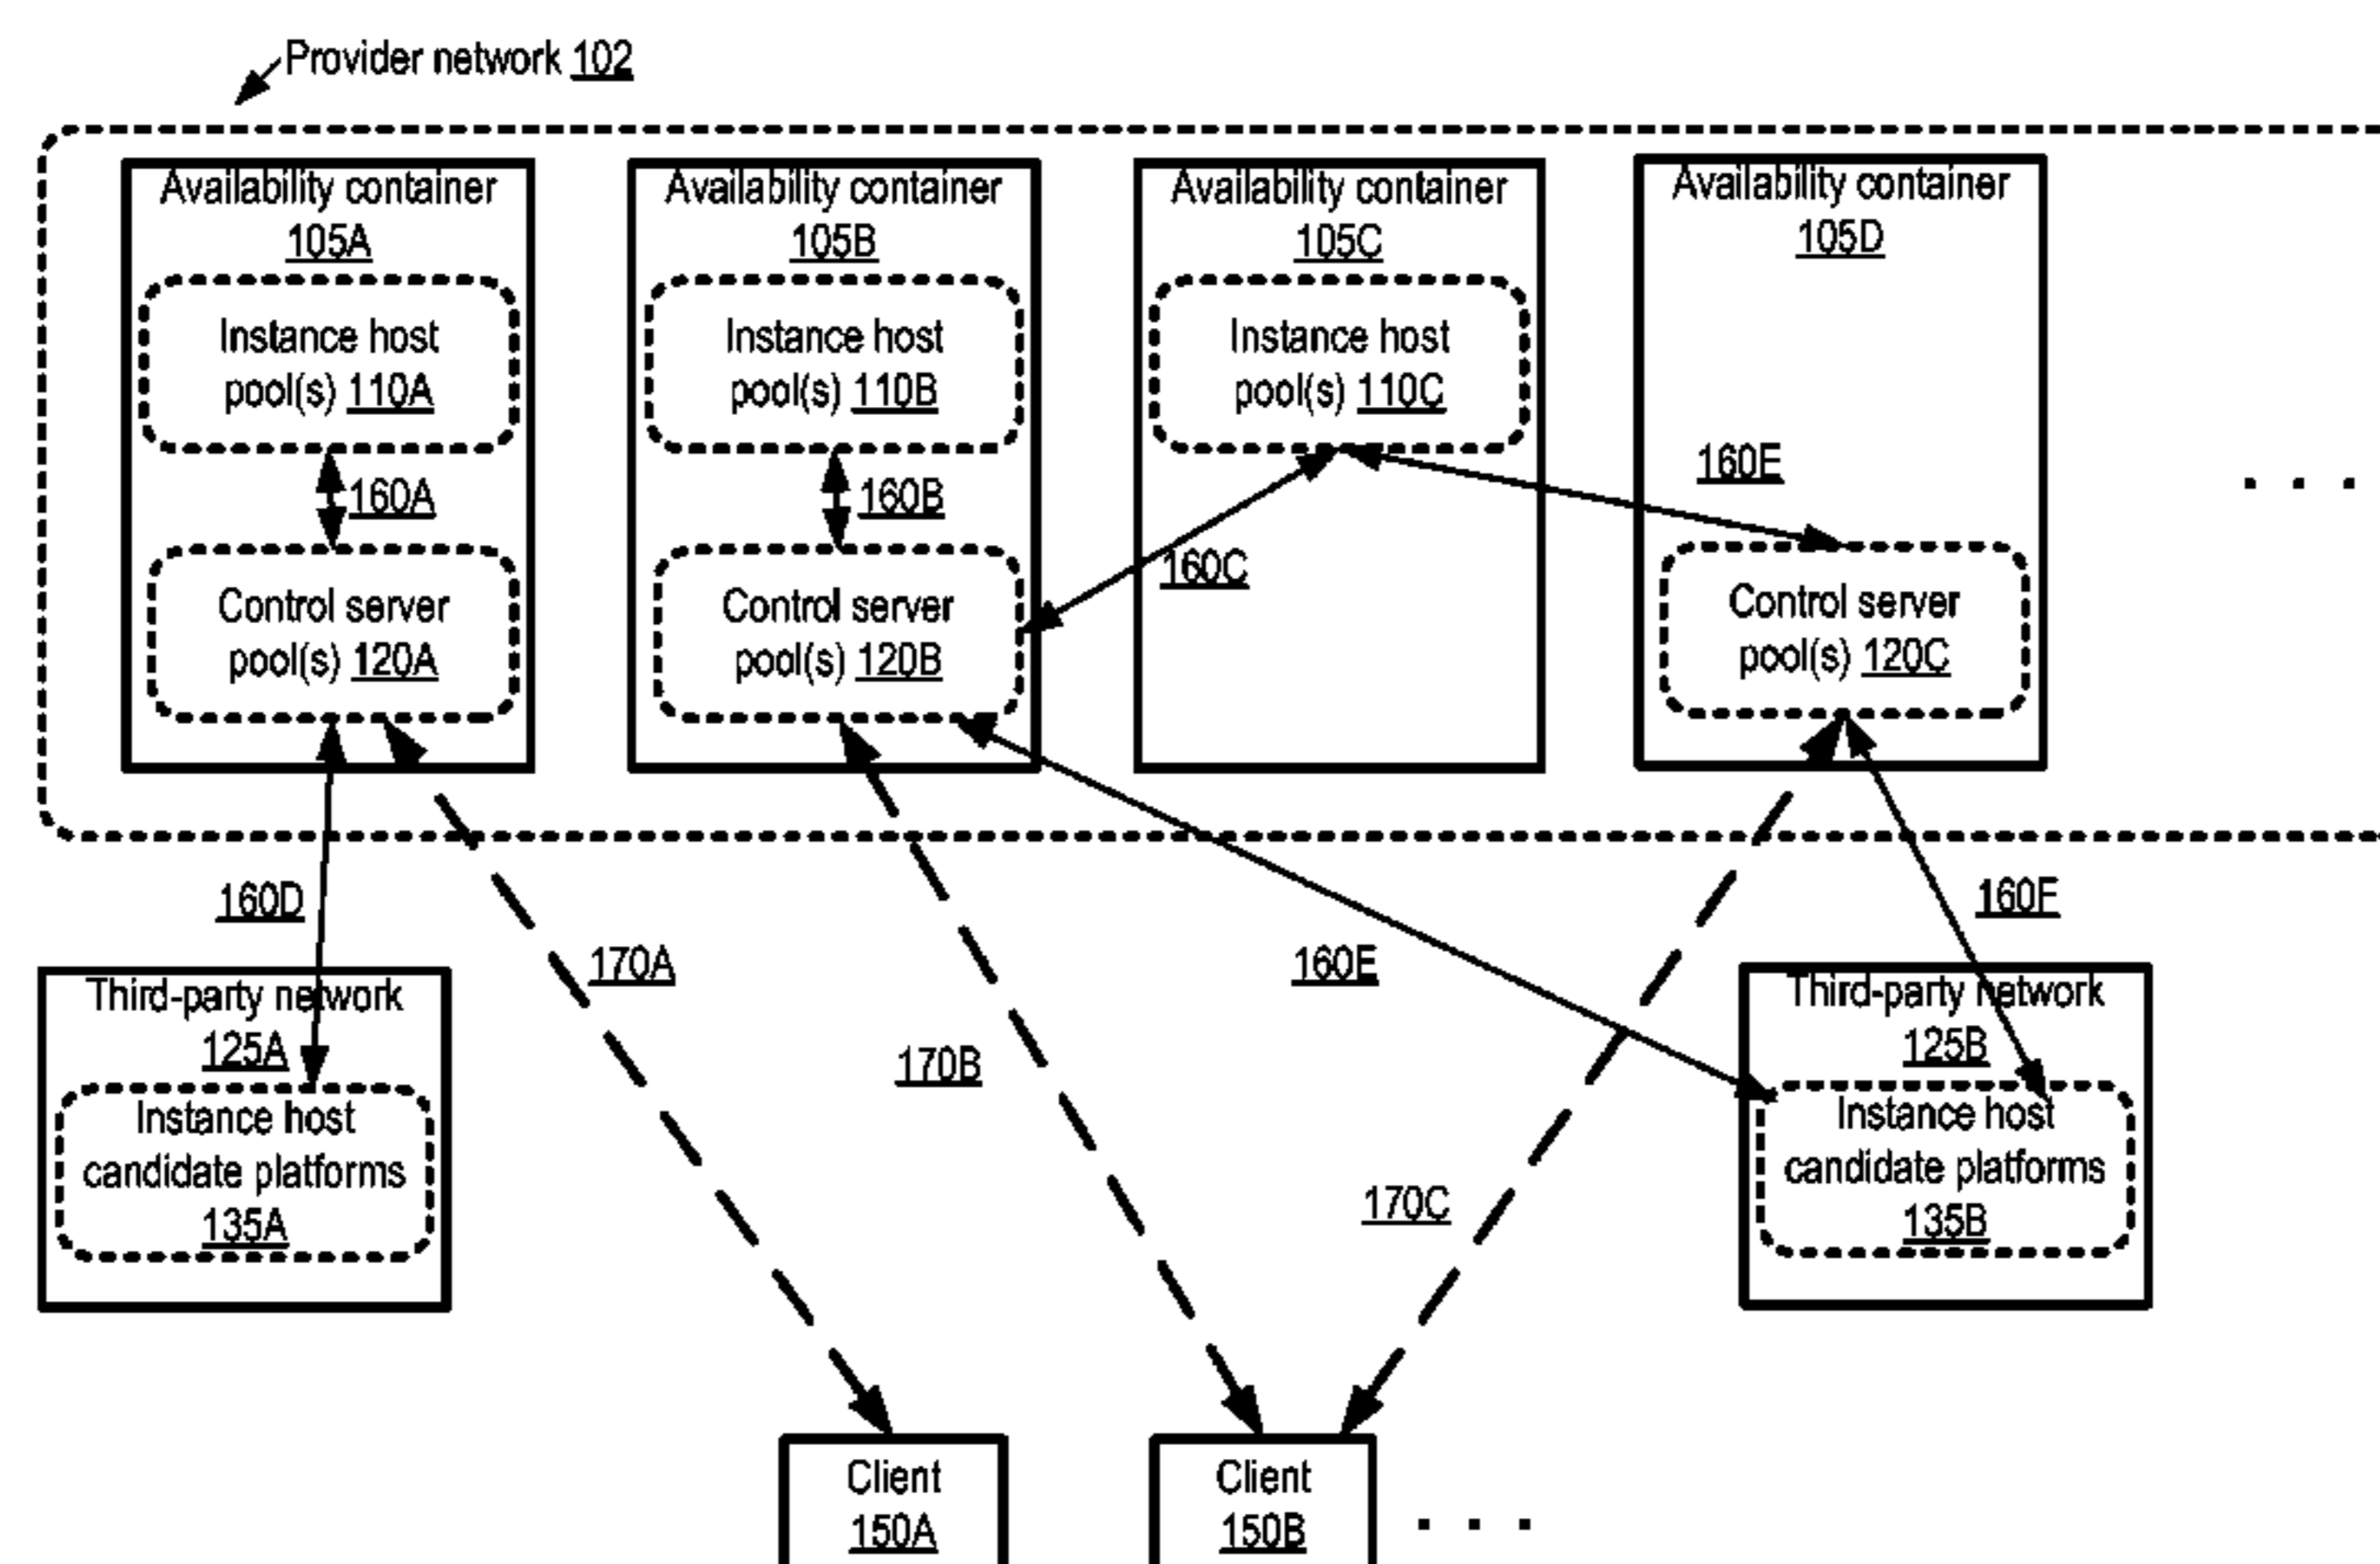 Provider network 102
Availability container
105A
Instance host
pool(s) 110A
160A
Control server
pool(s) 120A
Availability container
105B
Instance host
pool(s) 110B
160B
Control server
pool(s) 120B
Availability container
105C
Instance host
pool(s) 110C
160C
Availability container
105D
160E
Control server
pool(s) 120C
. . .
160D
170A
170B
160E
170C
160F
Third-party network
125A
Instance host
candidate platforms
135A
Third-party network
125B
Instance host
candidate platforms
135B
Client
150A
Client
150B
. . .